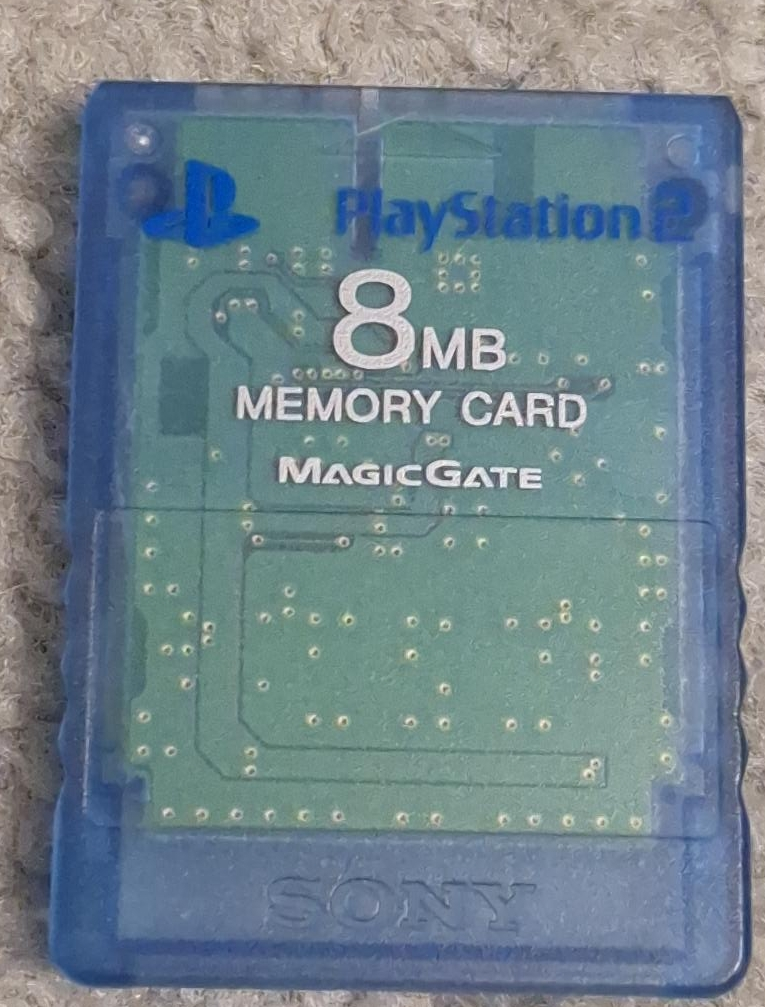 PlayStation 2
8MB
MEMORY CARD
MAGICGATE
SONY